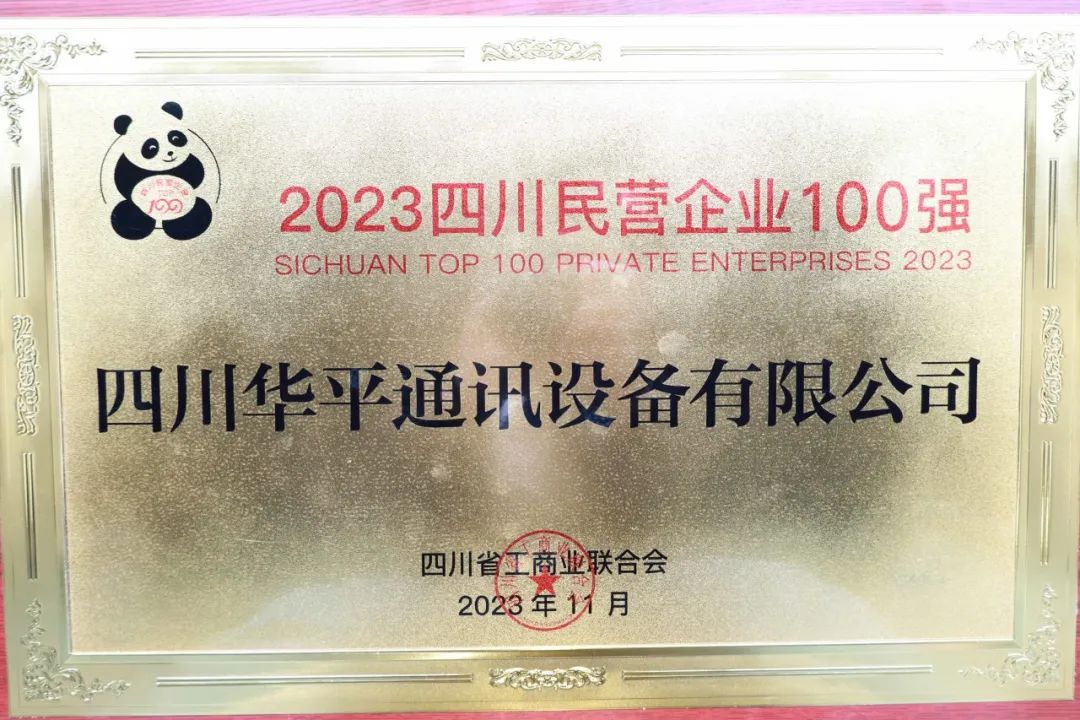 2023四川民营企业100强
SICHUAN TOP 100 PRIVATE ENTERPRISES 2023
四川华平通讯设备有限公司
四川省工商业联合会
2023年11月